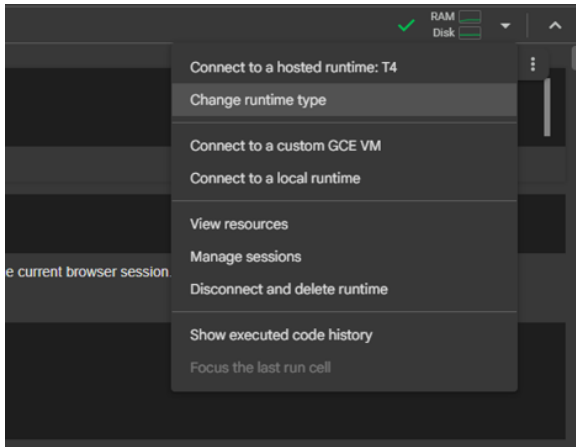 RAM
Disk
Connect to a hosted runtime: T4
Change runtime type
Connect to a custom GCE VM
Connect to a local runtime
View resources
Manage sessions
e current browser session.
Disconnect and delete runtime
Show executed code history
Focus the last run cell